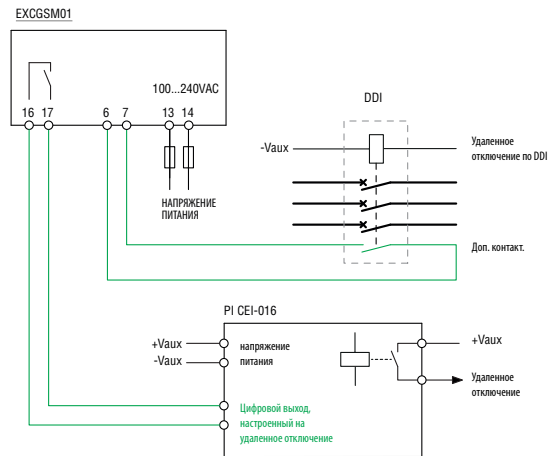 EXCGSM01
100...240VAC
16 17 6 7 13 14
НАПРЯЖЕНИЕ
ПИТАНИЯ
DDI
-Vaux
Удаленное
отключение по DDI
Доп. контакт.
PI CEI-016
+Vaux
-Vaux
напряжение
питания
+Vaux
Удаленное
отключение
Цифровой выход,
настроенный на
удаленное отключение